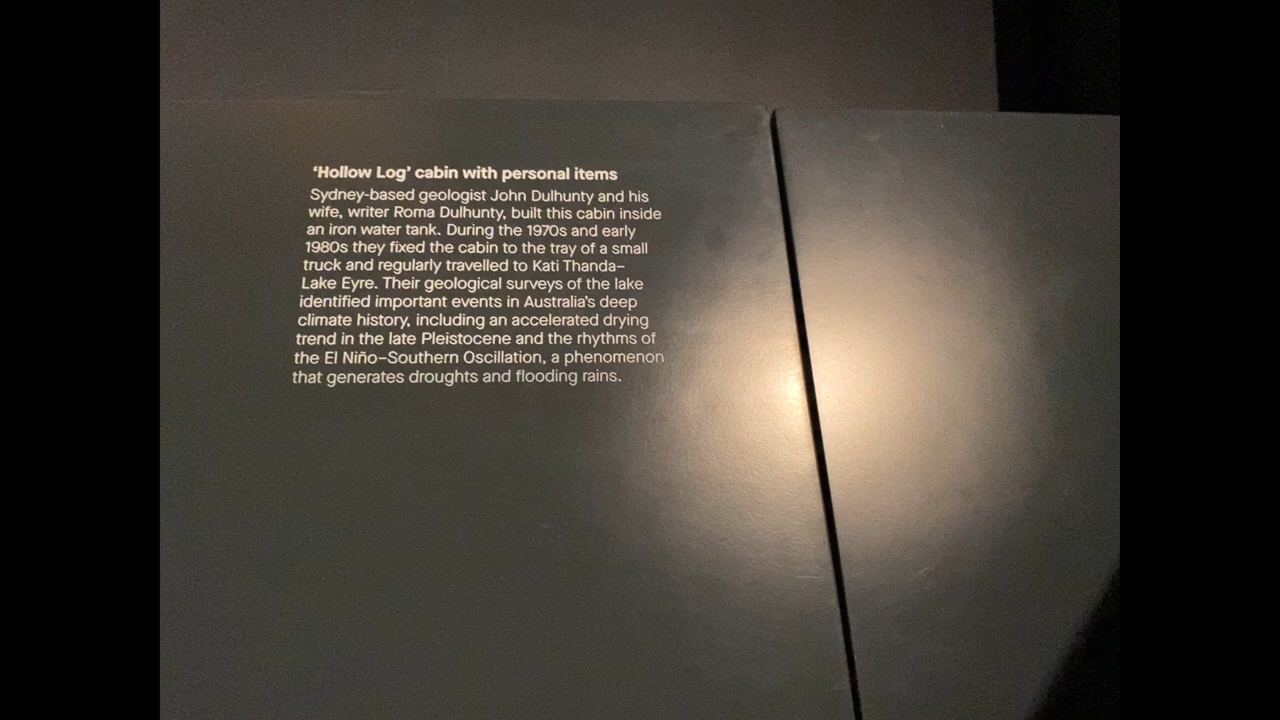 ‘Hollow Log’ cabin with personal items
Sydney-based geologist John Dulhunty and his
wife, writer Roma Dulhunty, built this cabin inside
an iron water tank. During the 1970s and early
1980s they fixed the cabin to the tray of a small
truck and regularly travelled to Kati Thanda–
Lake Eyre. Their geological surveys of the lake
identified important events in Australia’s deep
climate history, including an accelerated drying
trend in the late Pleistocene and the rhythms of
the El Niño–Southern Oscillation, a phenomenon
that generates droughts and flooding rains.